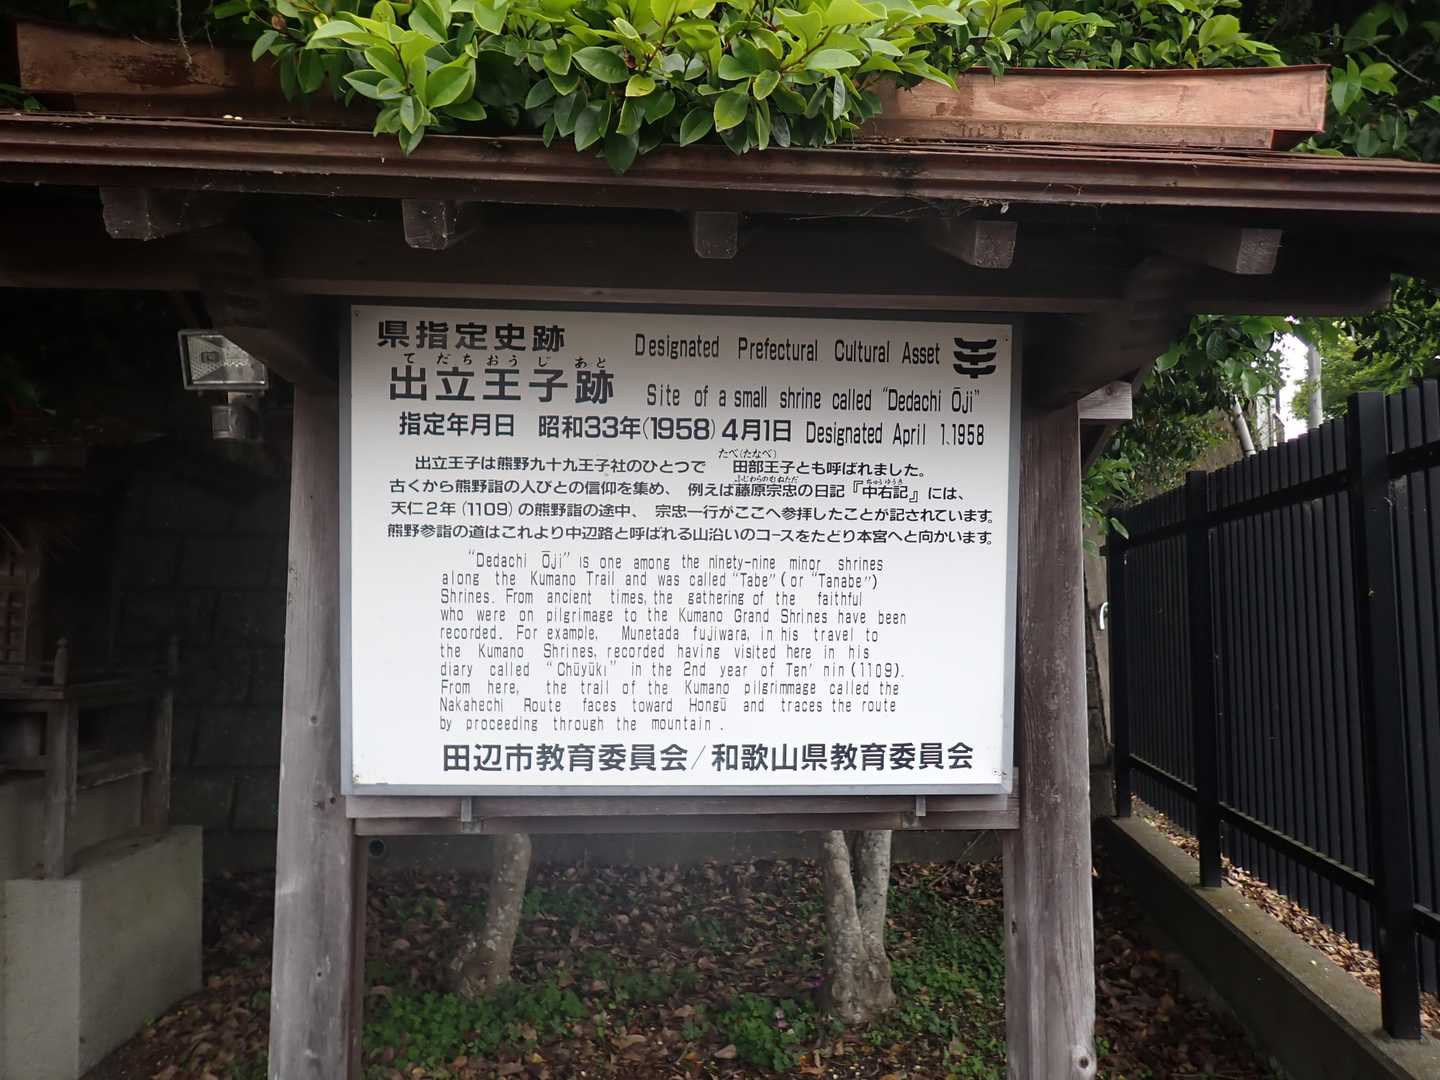 県指定史跡
Designated Prefectural Cultural Asset
でだちおうじあと
出立王子跡
Site of a small shrine called "Dedachi Ōji"
指定年月日 昭和33年(1958)4月1日 Designated April 1.1958
たべ(たなべ)
出立王子は熊野九十九王子社のひとつで 田部王子とも呼ばれました。
ふじわらのむねただ ちゅうゆうき
古くから熊野詣の人びとの信仰を集め、例えば藤原宗忠の日記『中右記』には、
天仁2年(1109)の熊野詣の途中、宗忠一行がここへ参拝したことが記されています。
熊野参詣の道はこれより中辺路と呼ばれる山沿いのコースをたどり本宮へと向かいます。
"Dedachi Ōji" is one among the ninety-nine minor shrines
along the Kumano Trail and was called "Tabe" (or "Tanabe")
Shrines. From ancient times, the gathering of the faithful
who were on pilgrimage to the Kumano Grand Shrines have been
recorded. For example, Munetada fujiwara, in his travel to
the Kumano Shrines, recorded having visited here in his
diary called "Chūyūki" in the 2nd year of Ten'nin (1109).
From here, the trail of the Kumano pilgrimmage called the
Nakahechi Route faces toward Hongū and traces the route
by proceeding through the mountain.
田辺市教育委員会/和歌山県教育委員会